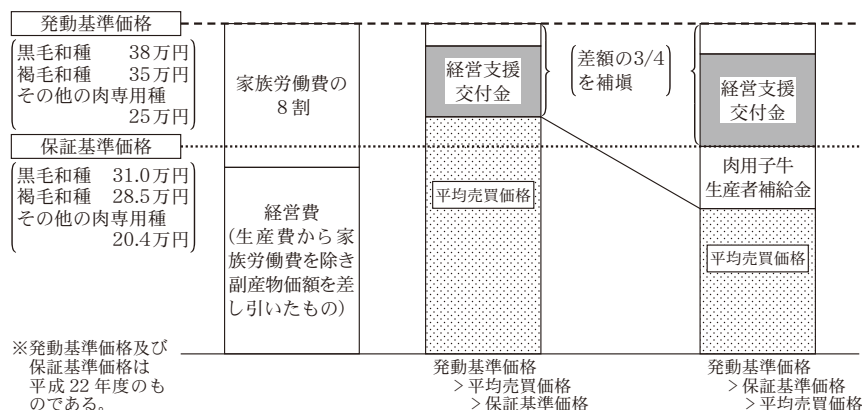 発動基準価格
黒毛和種 38万円
褐毛和種 35万円
その他の肉専用種
25万円
保証基準価格
黒毛和種 31.0万円
褐毛和種 28.5万円
その他の肉専用種
20.4万円
※発動基準価格及び
保証基準価格は
平成22年度のも
のである。
家族労働費の
8割
経営費
(生産費から家
族労働費を除き
副産物価額を差
し引いたもの)
経営支援
交付金
平均売買価格
発動基準価格
>平均売買価格
>保証基準価格
差額の3/4
を補塡
経営支援
交付金
肉用子牛
生産者補給金
平均売買価格
発動基準価格
>保証基準価格
>平均売買価格